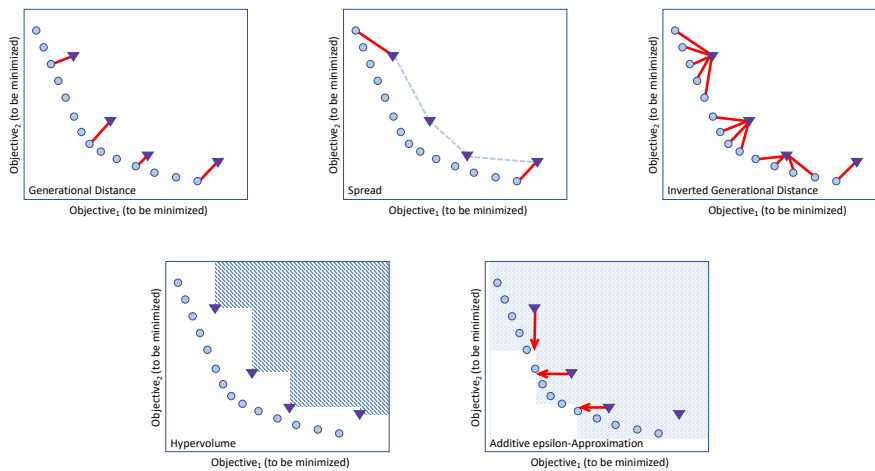 Objective₂ (to be minimized)
Generational Distance
Objective₁ (to be minimized)
Objective₂ (to be minimized)
Spread
Objective₁ (to be minimized)
Objective₂ (to be minimized)
Inverted Generational Distance
Objective₁ (to be minimized)
Objective₂ (to be minimized)
Hypervolume
Objective₁ (to be minimized)
Objective₂ (to be minimized)
Additive epsilon-Approximation
Objective₁ (to be minimized)